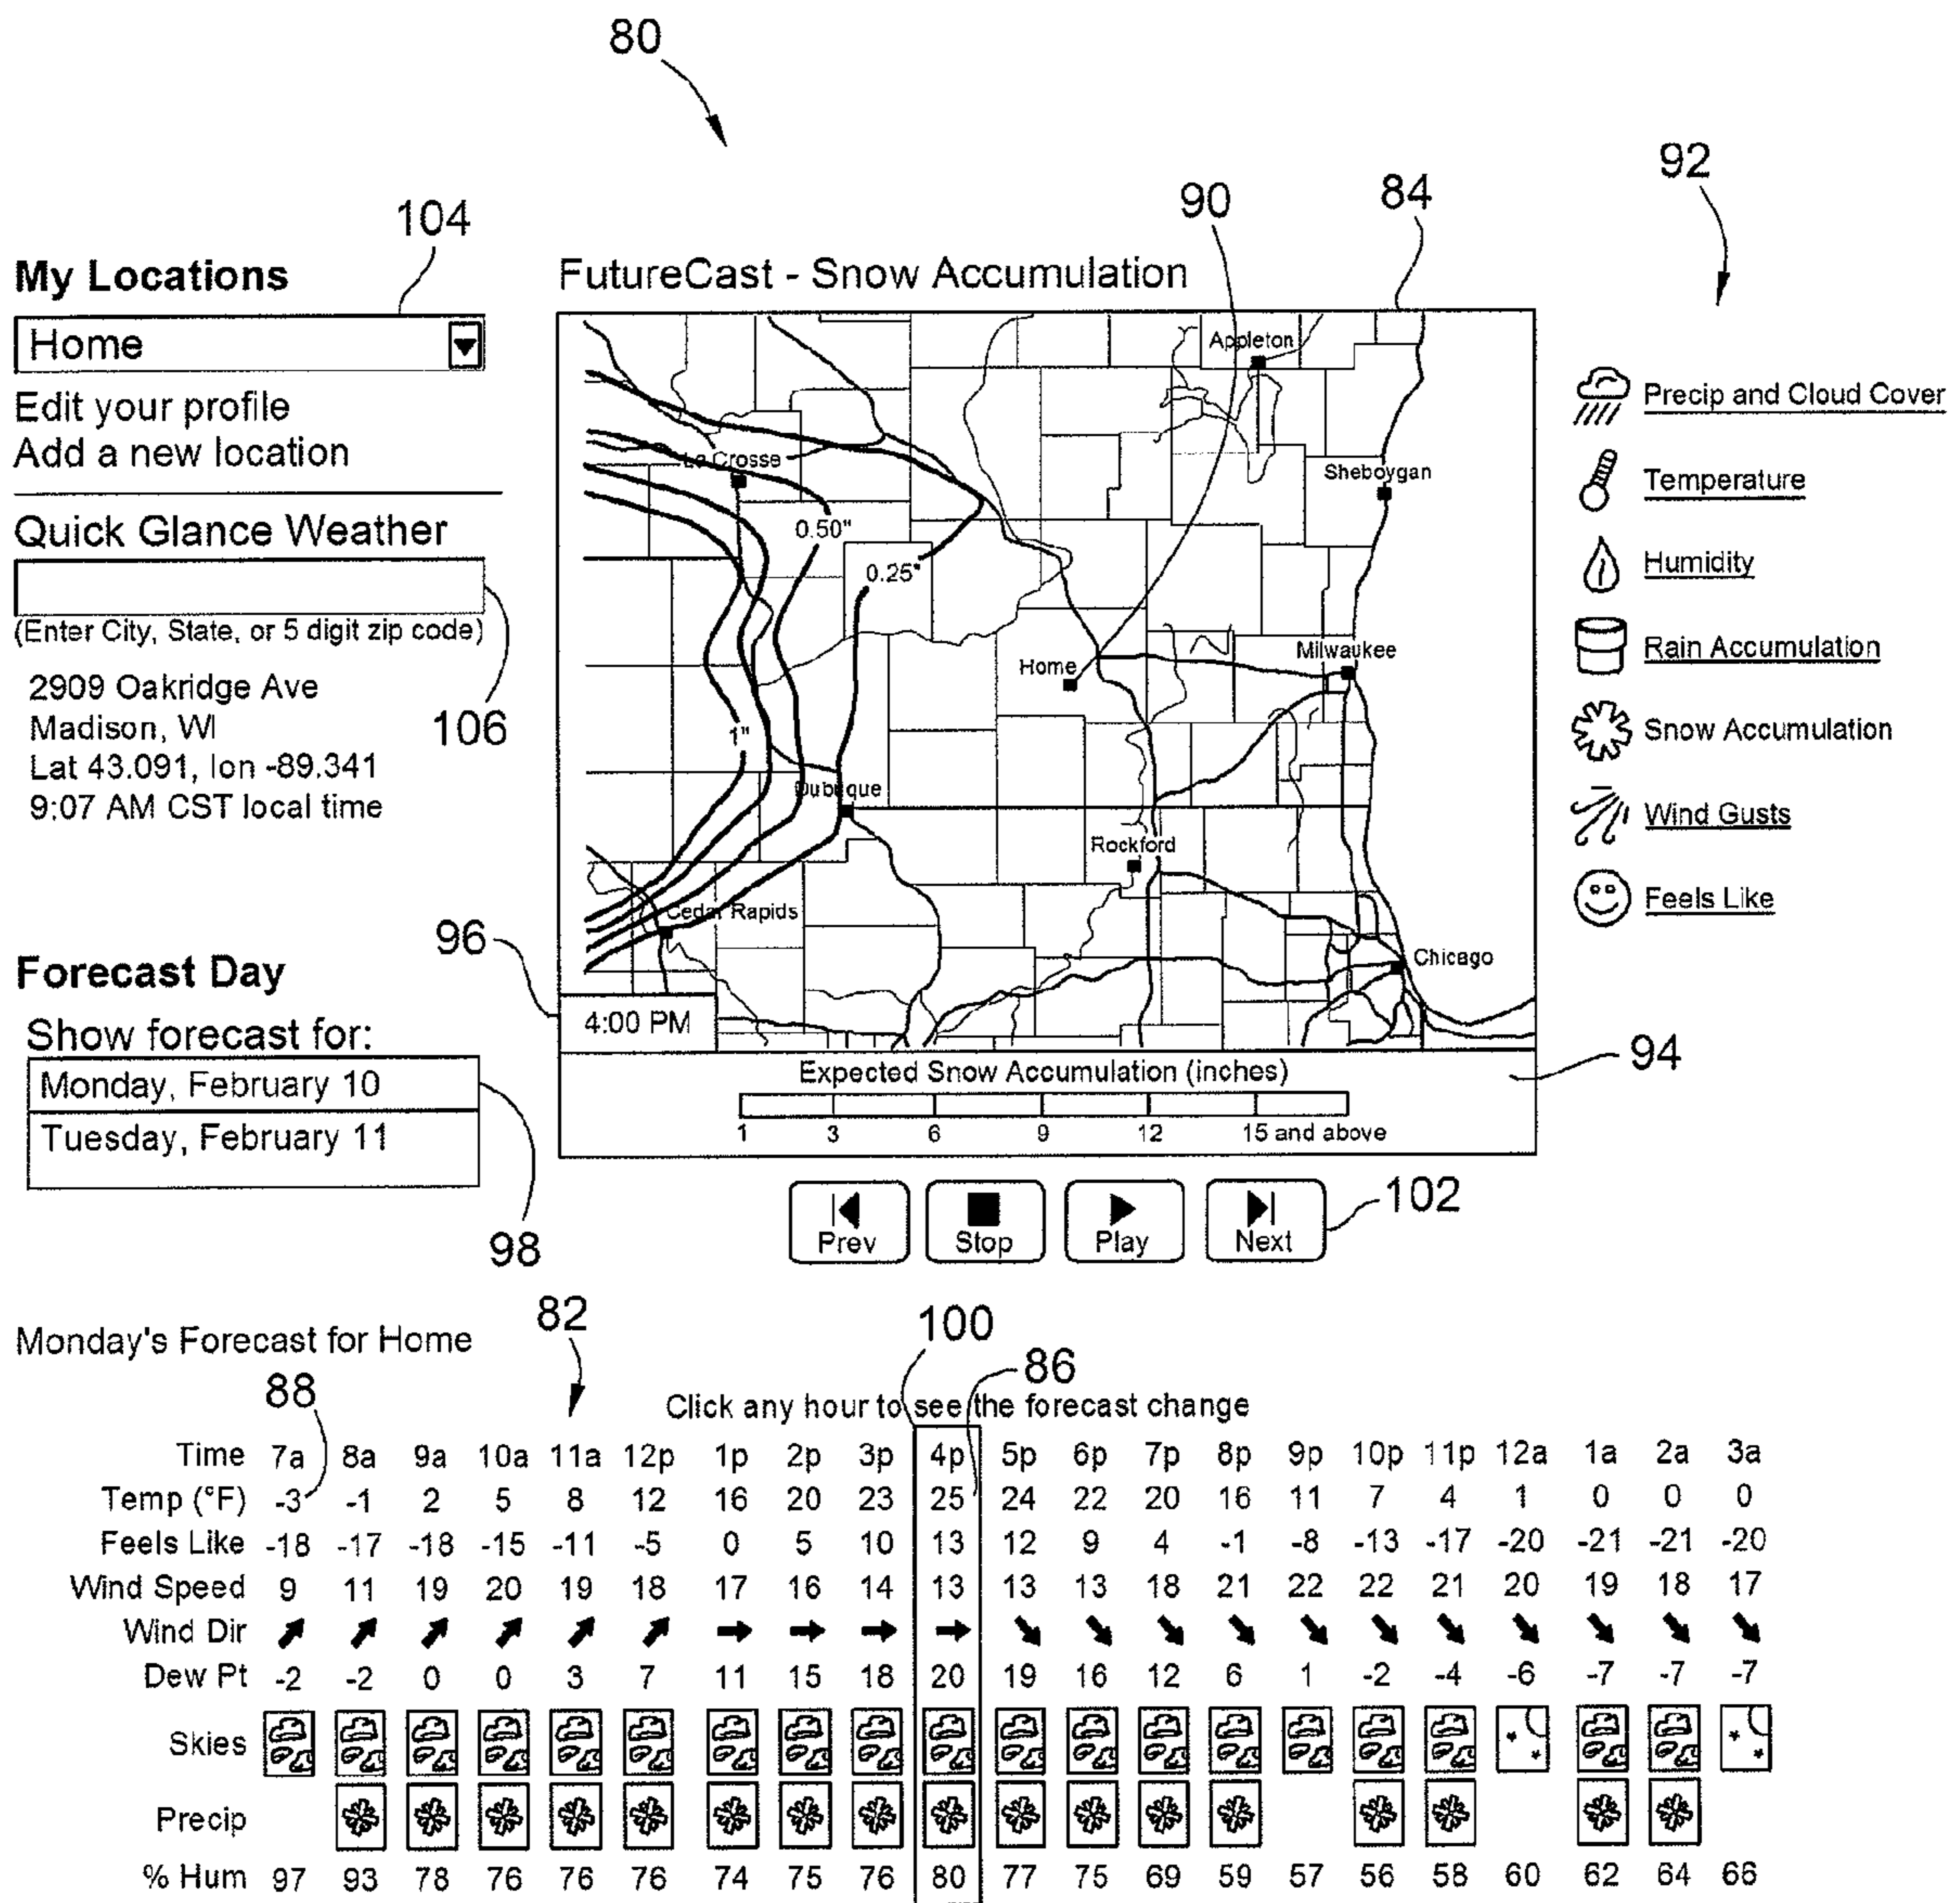 80
92
90
84
104
My Locations
Home
Edit your profile
Add a new location
Quick Glance Weather
(Enter City, State, or 5 digit zip code)
106
2909 Oakridge Ave
Madison, WI
Lat 43.091, lon -89.341
9:07 AM CST local time
Forecast Day
Show forecast for:
Monday, February 10
Tuesday, February 11
98
FutureCast - Snow Accumulation
Appleton
La Crosse
Sheboygan
0.50"
0.25"
Home
Milwaukee
1"
Dubuque
Rockford
Cedar Rapids
Chicago
96
4:00 PM
94
Expected Snow Accumulation (inches)
1 3 6 9 12 15 and above
Prev Stop Play Next
102
Precip and Cloud Cover
Temperature
Humidity
Rain Accumulation
Snow Accumulation
Wind Gusts
Feels Like
Monday's Forecast for Home
82
100
86
88
Click any hour to see the forecast change
Time 7a 8a 9a 10a 11a 12p 1p 2p 3p 4p 5p 6p 7p 8p 9p 10p 11p 12a 1a 2a 3a
Temp (°F) -3 -1 2 5 8 12 16 20 23 25 24 22 20 16 11 7 4 1 0 0 0
Feels Like -18 -17 -18 -15 -11 -5 0 5 10 13 12 9 4 -1 -8 -13 -17 -20 -21 -21 -20
Wind Speed 9 11 19 20 19 18 17 16 14 13 13 13 18 21 22 22 21 20 19 18 17
Wind Dir
Dew Pt -2 -2 0 0 3 7 11 15 18 20 19 16 12 6 1 -2 -4 -6 -7 -7 -7
Skies
Precip
% Hum 97 93 78 76 76 76 74 75 76 80 77 75 69 59 57 56 58 60 62 64 66